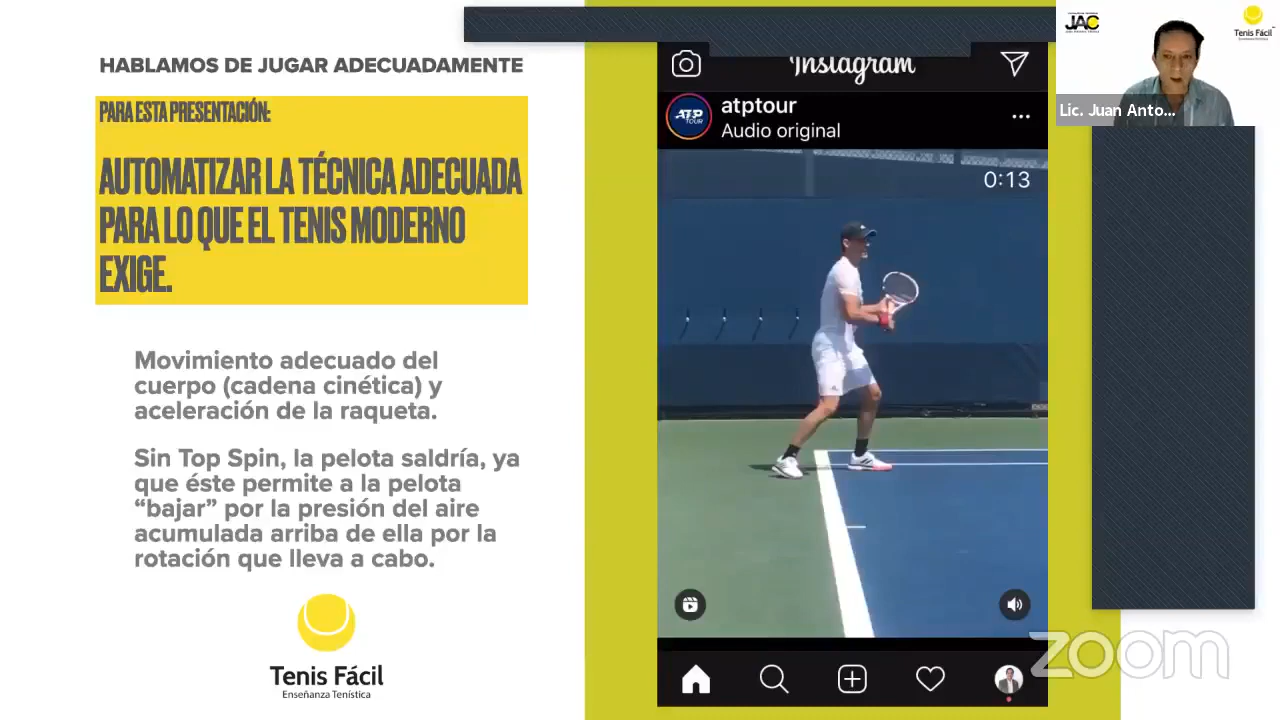 HABLAMOS DE JUGAR ADECUADAMENTE
PARA ESTA PRESENTACIÓN:
AUTOMATIZAR LA TÉCNICA ADECUADA
PARA LO QUE EL TENIS MODERNO
EXIGE.
Movimiento adecuado del
cuerpo (cadena cinética) y
aceleración de la raqueta.
Sin Top Spin, la pelota saldría, ya
que éste permite a la pelota
“bajar” por la presión del aire
acumulada arriba de ella por la
rotación que lleva a cabo.
Tenis Fácil
Enseñanza Tenística
Instagram
ATP
TOUR
atptour
Audio original
0:13
JAC
Tenis Fácil
Lic. Juan Anto...
zoom